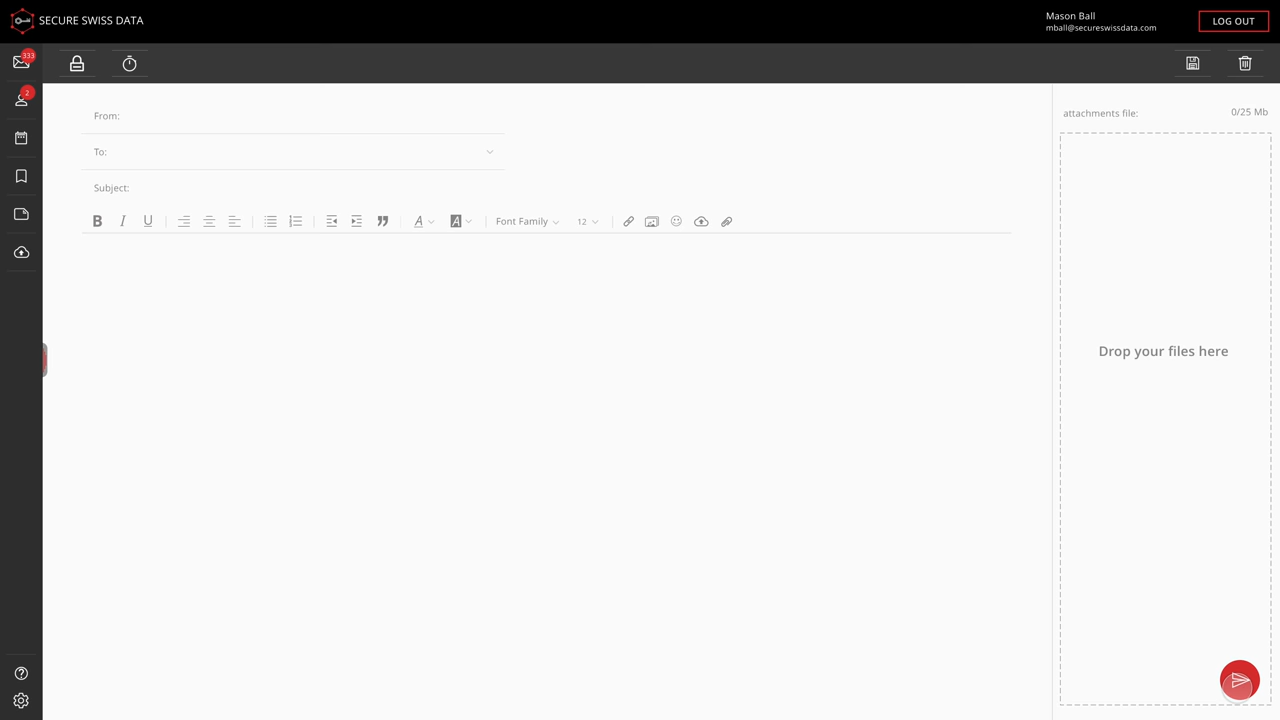 SECURE SWISS DATA
Mason Ball
mball@secureswissdata.com
LOG OUT
333
2
From:
To:
Subject:
B I U A A Font Family 12
attachments file:
0/25 Mb
Drop your files here